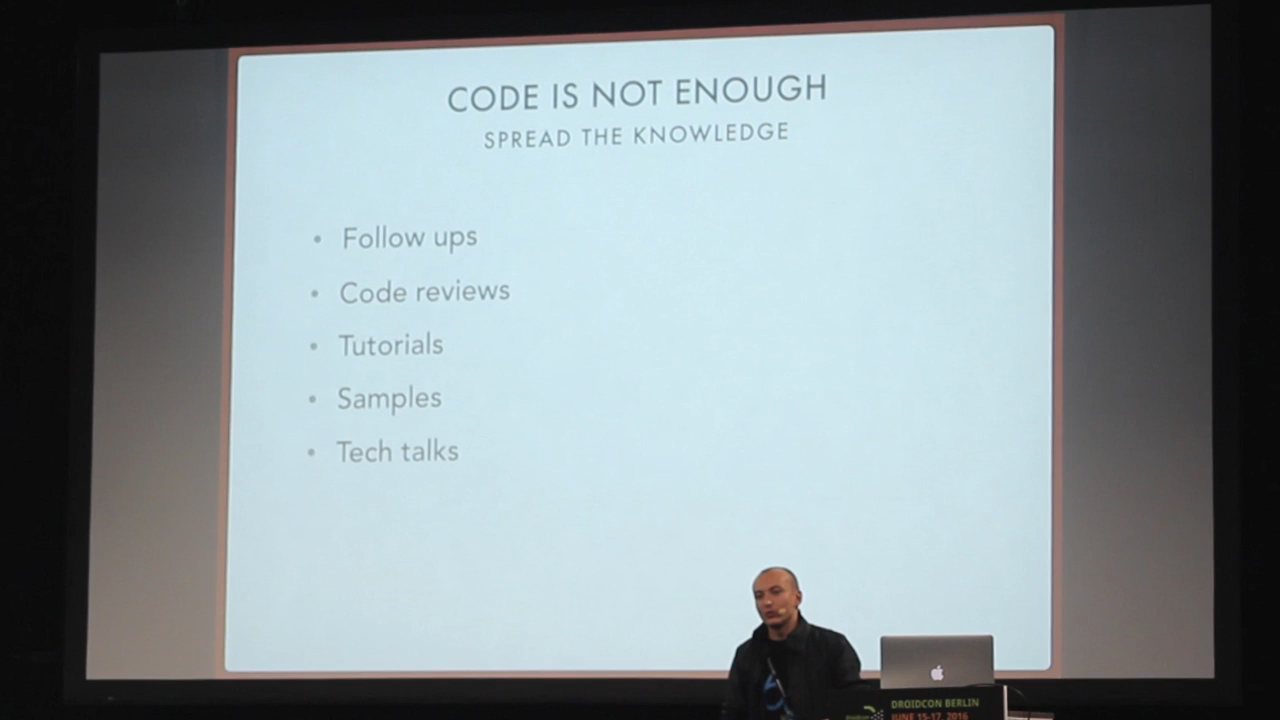 CODE IS NOT ENOUGH
SPREAD THE KNOWLEDGE
• Follow ups
• Code reviews
• Tutorials
• Samples
• Tech talks
DROIDCON BERLIN
JUNE 15-17, 2016